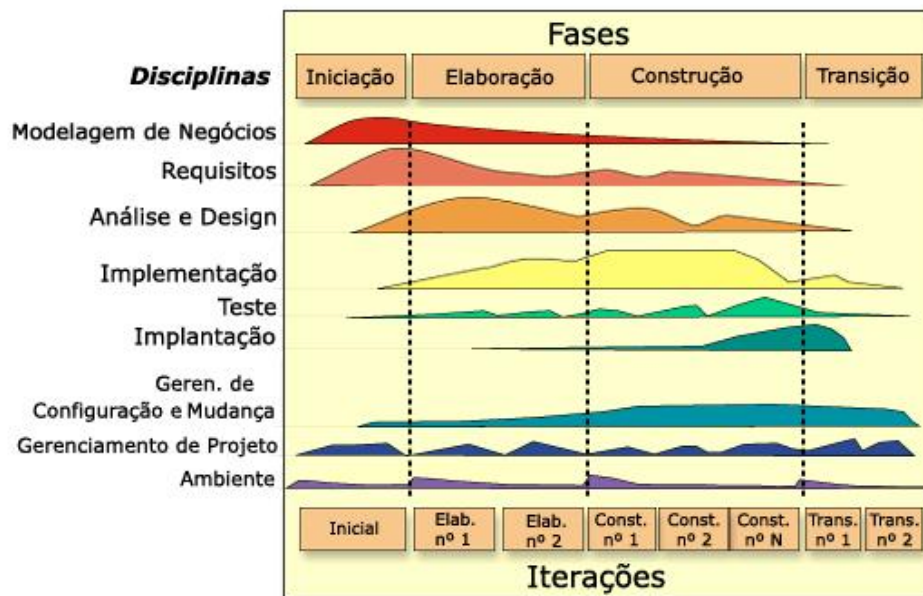 Fases
Disciplinas
Iniciação
Elaboração
Construção
Transição
Modelagem de Negócios
Requisitos
Análise e Design
Implementação
Teste
Implantação
Geren. de
Configuração e Mudança
Gerenciamento de Projeto
Ambiente
Inicial
Elab.
nº 1
Elab.
nº 2
Const.
nº 1
Const.
nº 2
Const.
nº N
Trans.
nº 1
Trans.
nº 2
Iterações